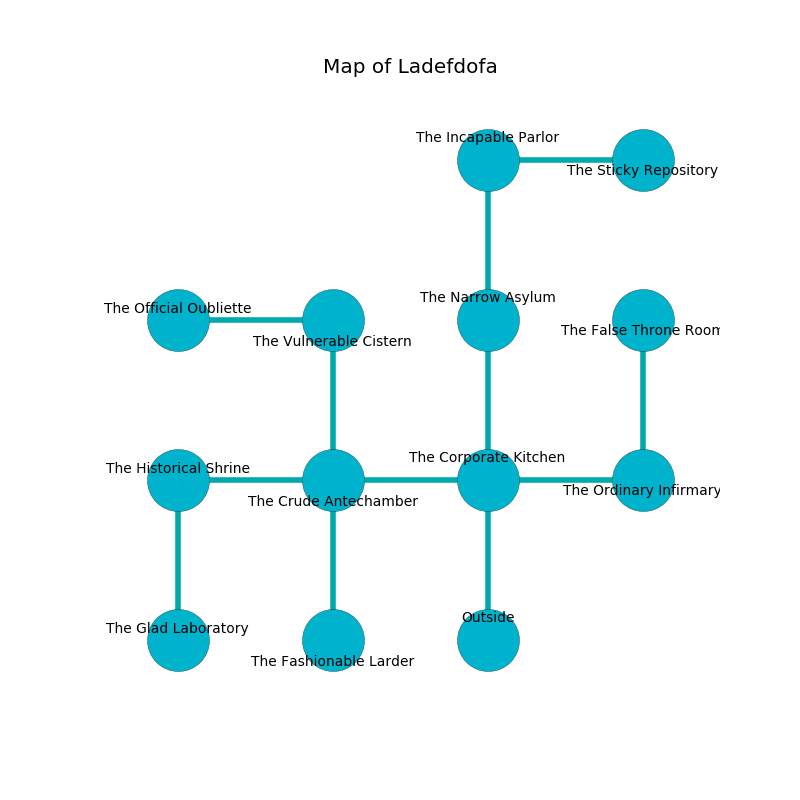 Map of Ladefdofa
The Incapable Parlor
The Sticky Repository
The Official Oubliette
The Vulnerable Cistern
The Narrow Asylum
The False Throne Room
The Historical Shrine
The Crude Antechamber
The Corporate Kitchen
The Ordinary Infirmary
The Glad Laboratory
The Fashionable Larder
Outside